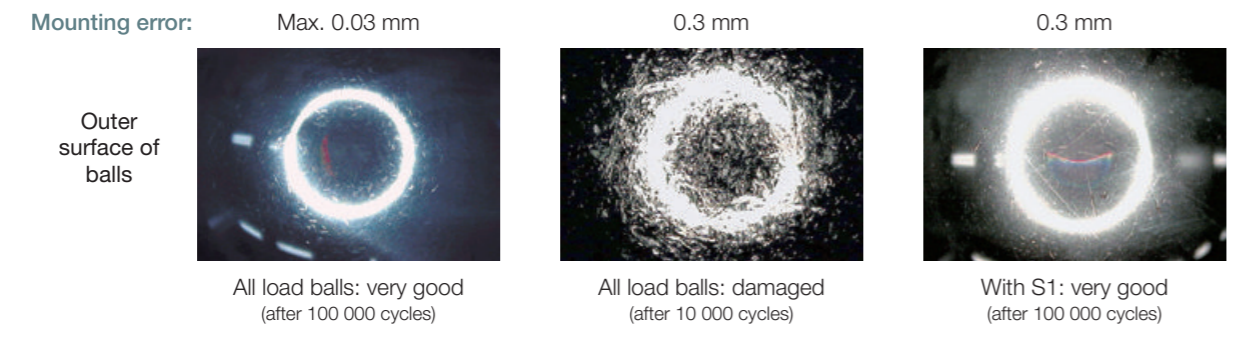 Mounting error:
Max. 0.03 mm
0.3 mm
0.3 mm
Outer
surface of
balls
All load balls: very good
(after 100 000 cycles)
All load balls: damaged
(after 10 000 cycles)
With S1: very good
(after 100 000 cycles)